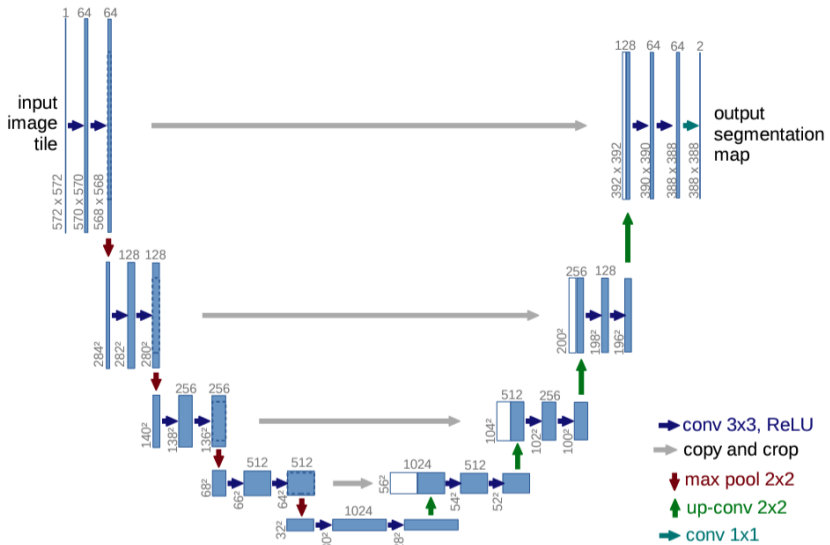 1 64 64
128 64 64 2
input
image
tile
output
segmentation
map
572 x 572
570 x 570
568 x 568
392 x 392
390 x 390
388 x 388
388 x 388
128 128
256 128
284²
282²
280²
200²
198²
196²
256 256
512 256
140²
138²
136²
104²
102²
100²
512 512
1024 512
68²
66²
64²
56²
54²
52²
1024
32²
conv 3x3, ReLU
copy and crop
max pool 2x2
up-conv 2x2
conv 1x1